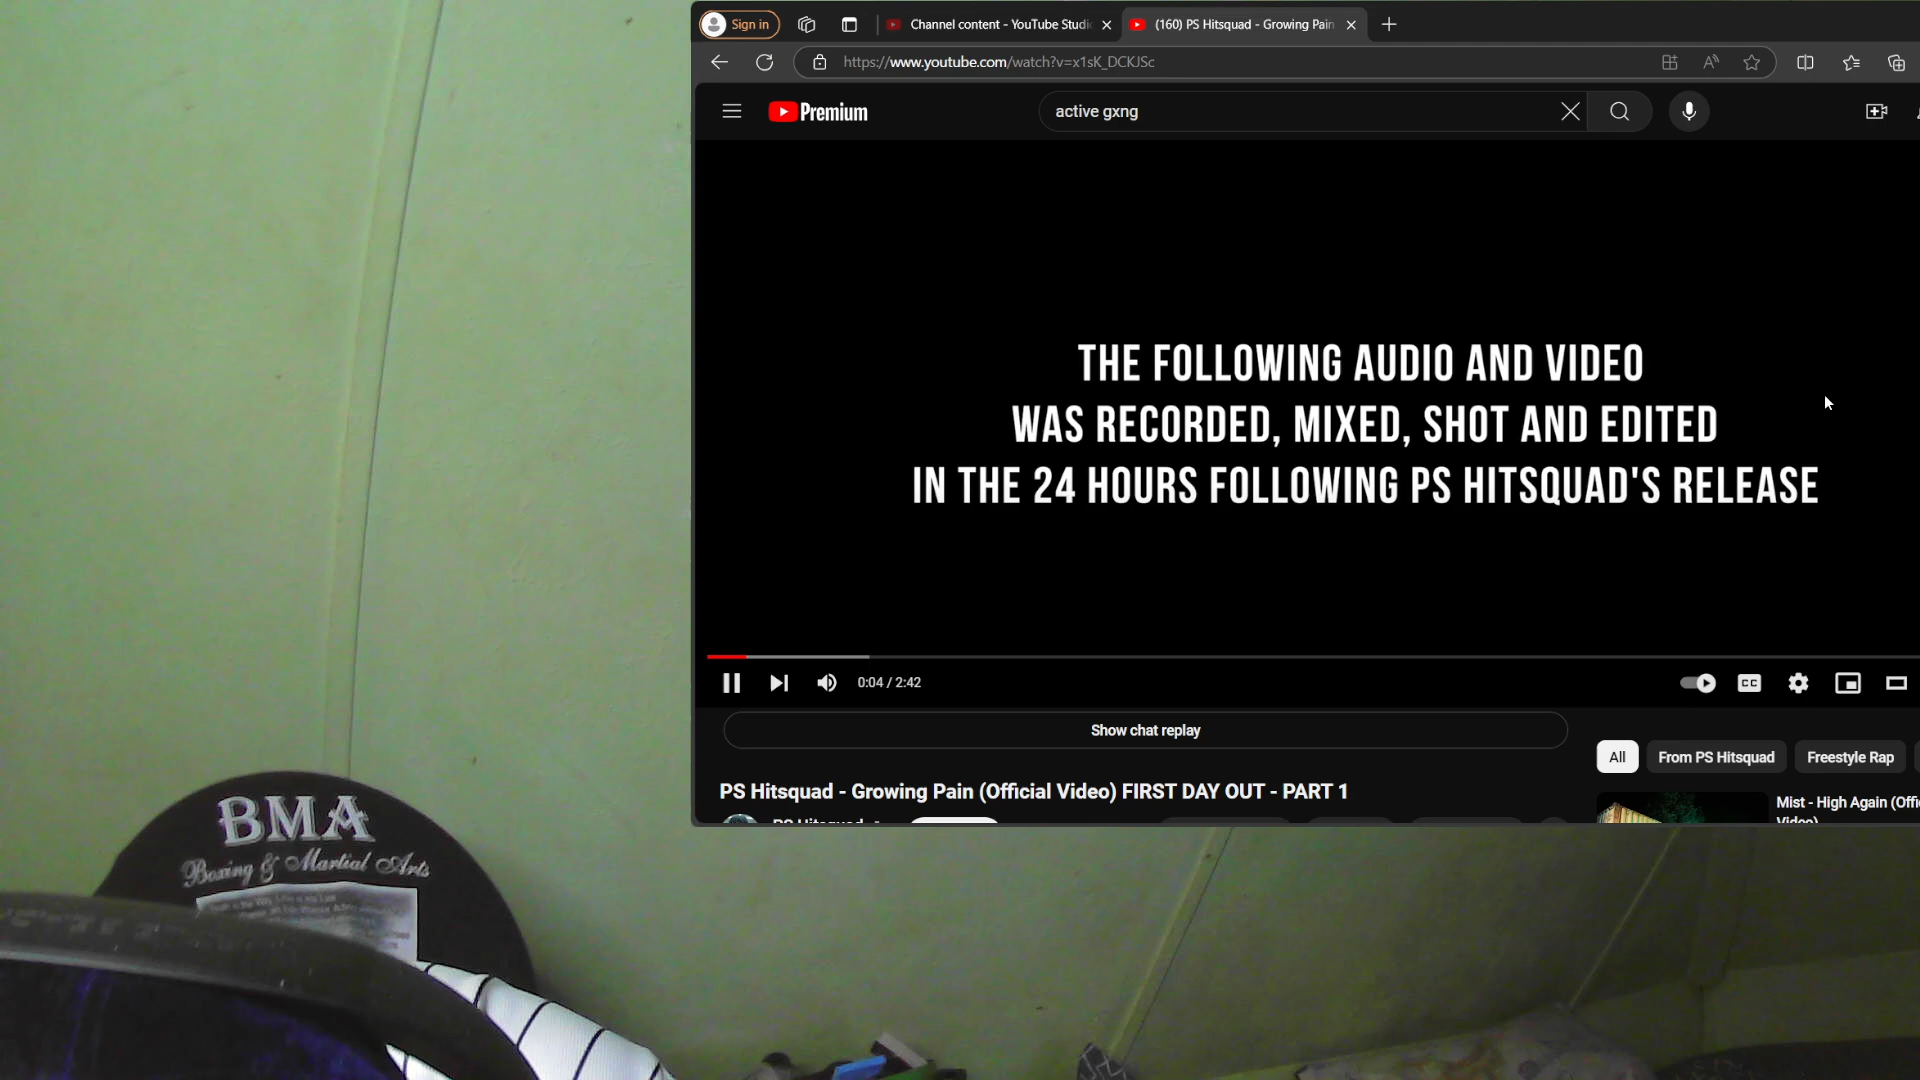 Sign in
Channel content - YouTube Studi
(160) PS Hitsquad - Growing Pain
https://www.youtube.com/watch?v=x1sK_DCKJSc
Premium
active gxng
THE FOLLOWING AUDIO AND VIDEO
WAS RECORDED, MIXED, SHOT AND EDITED
IN THE 24 HOURS FOLLOWING PS HITSQUAD'S RELEASE
0:04 / 2:42
CC
Show chat replay
All
From PS Hitsquad
Freestyle Rap
PS Hitsquad - Growing Pain (Official Video) FIRST DAY OUT - PART 1
Mist - High Again (Offi
BMA
Boxing & Martial Arts